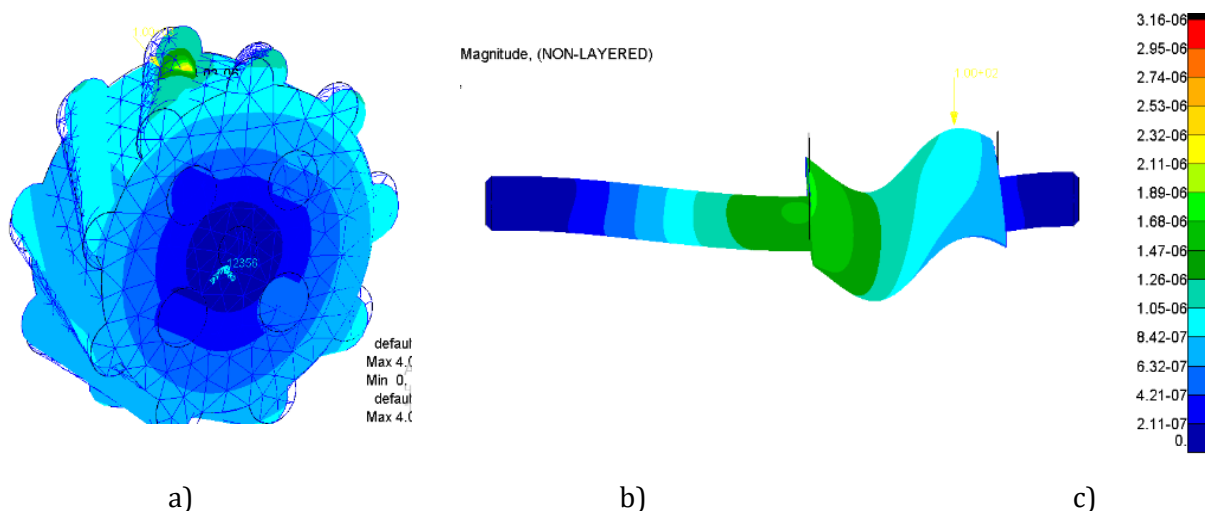 12358
defaul
Max 4.0
Min 0,
defaul
Max 4.0
Magnitude, (NON-LAYERED)
1.00+02
3.16-06
2.95-06
2.74-06
2.53-06
2.32-06
2.11-06
1.89-06
1.68-06
1.47-06
1.26-06
1.05-06
8.42-07
6.32-07
4.21-07
2.11-07
0.
a)
b)
c)